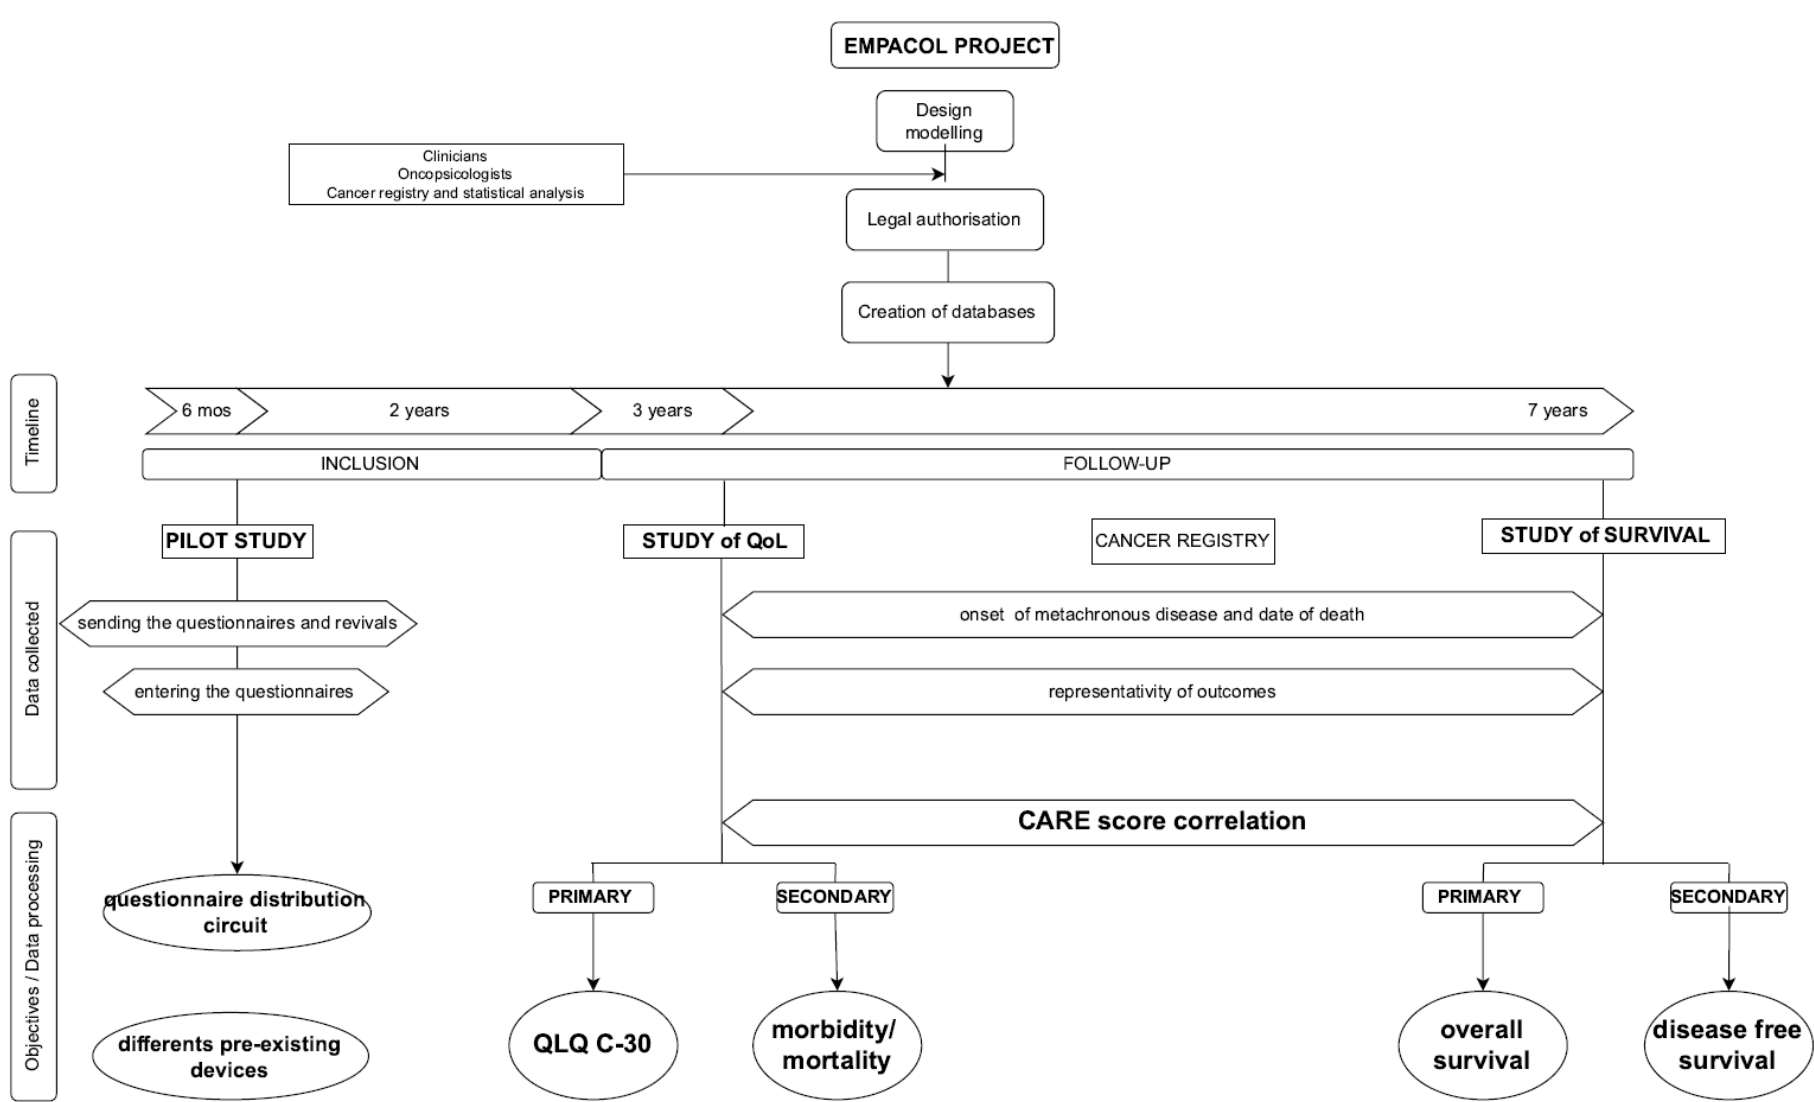 EMPACOL PROJECT
Design
modelling
Clinicians
Oncopsicologists
Cancer registry and statistical analysis
Legal authorisation
Creation of databases
Timeline
6 mos
2 years
3 years
7 years
INCLUSION
FOLLOW-UP
Data collected
PILOT STUDY
STUDY of QoL
CANCER REGISTRY
STUDY of SURVIVAL
sending the questionnaires and revivals
onset of metachronous disease and date of death
entering the questionnaires
representativity of outcomes
CARE score correlation
Objectives / Data processing
questionnaire distribution
circuit
PRIMARY
SECONDARY
PRIMARY
SECONDARY
differents pre-existing
devices
QLQ C-30
morbidity/
mortality
overall
survival
disease free
survival